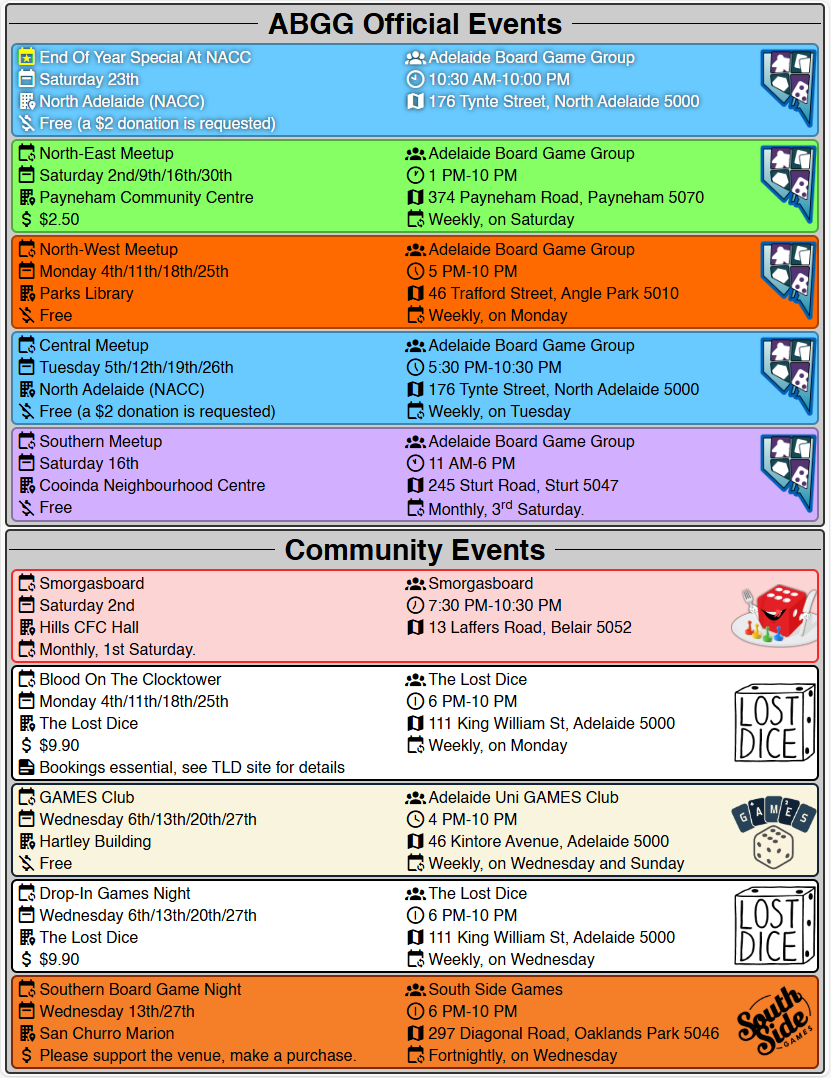 ABGG Official Events
End Of Year Special At NACC
Adelaide Board Game Group
Saturday 23th
10:30 AM-10:00 PM
North Adelaide (NACC)
176 Tynte Street, North Adelaide 5000
Free (a $2 donation is requested)
North-East Meetup
Adelaide Board Game Group
Saturday 2nd/9th/16th/30th
1 PM-10 PM
Payneham Community Centre
374 Payneham Road, Payneham 5070
$2.50
Weekly, on Saturday
North-West Meetup
Adelaide Board Game Group
Monday 4th/11th/18th/25th
5 PM-10 PM
Parks Library
46 Trafford Street, Angle Park 5010
Free
Weekly, on Monday
Central Meetup
Adelaide Board Game Group
Tuesday 5th/12th/19th/26th
5:30 PM-10:30 PM
North Adelaide (NACC)
176 Tynte Street, North Adelaide 5000
Free (a $2 donation is requested)
Weekly, on Tuesday
Southern Meetup
Adelaide Board Game Group
Saturday 16th
11 AM-6 PM
Cooinda Neighbourhood Centre
245 Sturt Road, Sturt 5047
Free
Monthly, 3rd Saturday.
Community Events
Smorgasboard
Smorgasboard
Saturday 2nd
7:30 PM-10:30 PM
Hills CFC Hall
13 Laffers Road, Belair 5052
Monthly, 1st Saturday.
Blood On The Clocktower
The Lost Dice
Monday 4th/11th/18th/25th
6 PM-10 PM
The Lost Dice
111 King William St, Adelaide 5000
$9.90
Weekly, on Monday
Bookings essential, see TLD site for details
LOST
DICE
GAMES Club
Adelaide Uni GAMES Club
Wednesday 6th/13th/20th/27th
4 PM-10 PM
Hartley Building
46 Kintore Avenue, Adelaide 5000
Free
Weekly, on Wednesday and Sunday
GAMES
Drop-In Games Night
The Lost Dice
Wednesday 6th/13th/20th/27th
6 PM-10 PM
The Lost Dice
111 King William St, Adelaide 5000
$9.90
Weekly, on Wednesday
LOST
DICE
Southern Board Game Night
South Side Games
Wednesday 13th/27th
6 PM-10 PM
San Churro Marion
297 Diagonal Road, Oaklands Park 5046
$ Please support the venue, make a purchase.
Fortnightly, on Wednesday
South
Side
GAMES